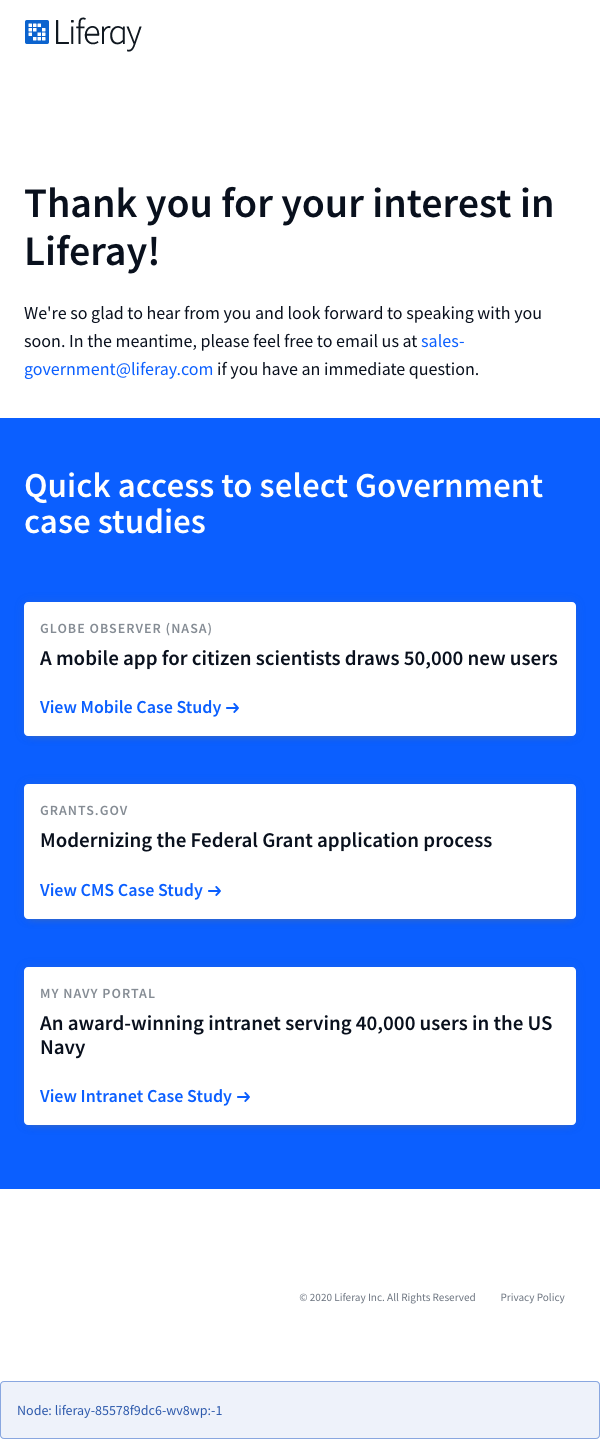 Liferay
Thank you for your interest in
Liferay!
We're so glad to hear from you and look forward to speaking with you
soon. In the meantime, please feel free to email us at sales-
government@liferay.com if you have an immediate question.
Quick access to select Government
case studies
GLOBE OBSERVER (NASA)
A mobile app for citizen scientists draws 50,000 new users
View Mobile Case Study →
GRANTS.GOV
Modernizing the Federal Grant application process
View CMS Case Study →
MY NAVY PORTAL
An award-winning intranet serving 40,000 users in the US
Navy
View Intranet Case Study →
© 2020 Liferay Inc. All Rights Reserved Privacy Policy
Node: liferay-85578f9dc6-wv8wp:-1